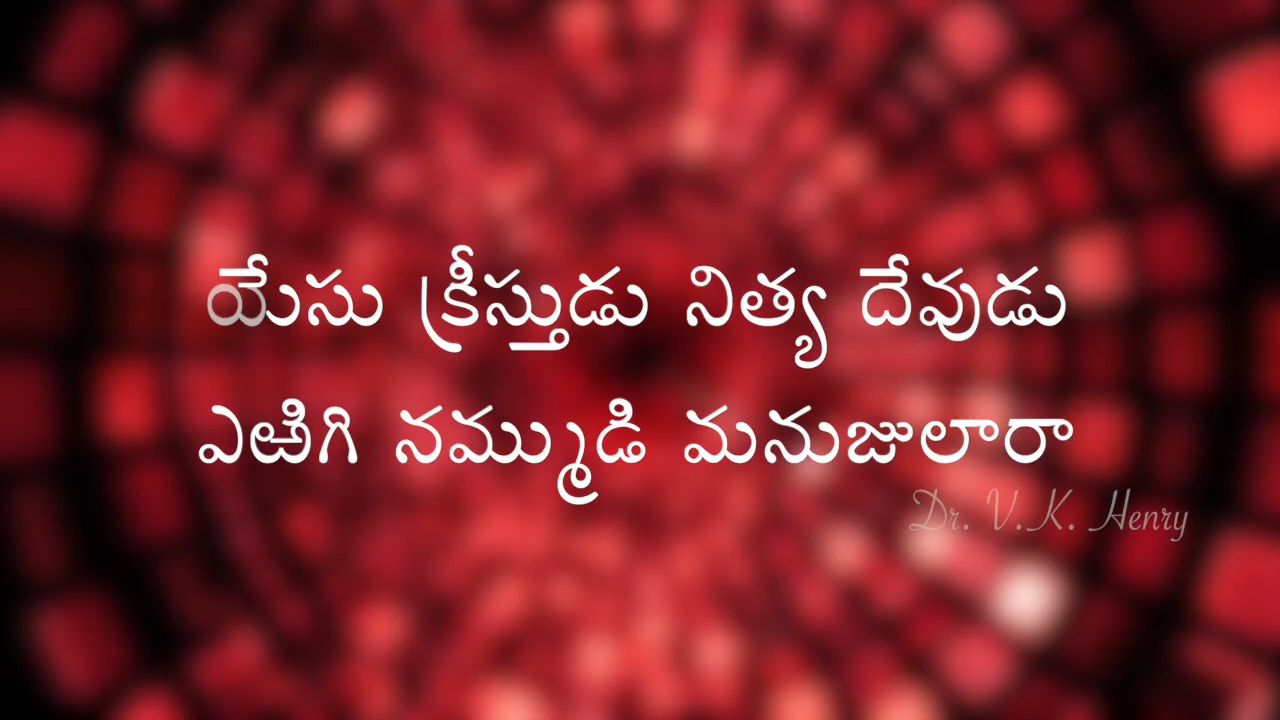 యేసు క్రీస్తుడు నిత్య దేవుడు
ఎఱిగి నమ్ముడి మనుజులారా
Dr. V.K. Henry